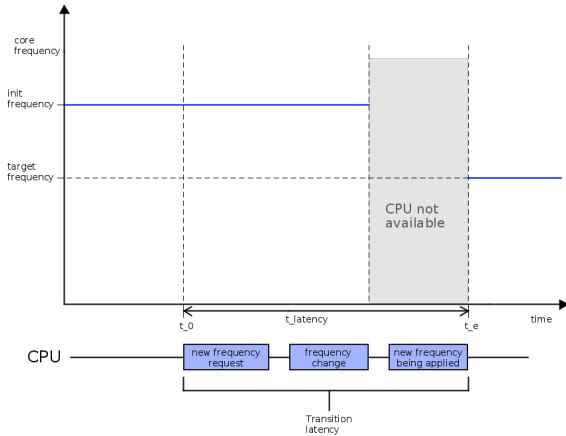 core
frequency
init
frequency
target
frequency
CPU not
available
t_0
t_latency
t_e
time
CPU
new frequency
request
frequency
change
new frequency
being applied
Transition
latency